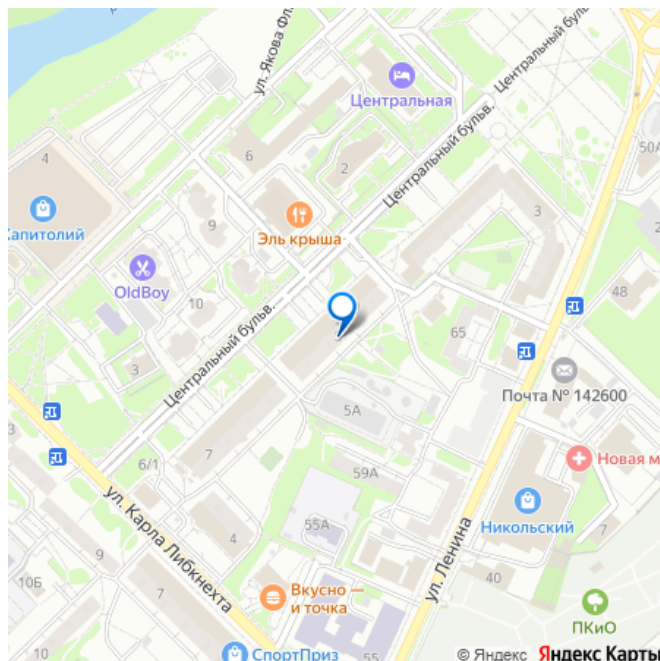 ул. Якова Фл
Центральный бульв.
Центральная
50А
4
6
2
Центральный бульв.
3
Капитолий
9
Эль крыша
2
OldBoy
48
10
Центральный бульв.
65
3
Почта № 142600
5А
3
7
Новая м
6/1
59А
Никольский
ул. Карла Либкнехта
55А
7
ул. Ленина
4
9
10Б
40
Вкусно —
и точка
7
ПКиО
СпортПриз
55
© Яндекс Яндекс Карты